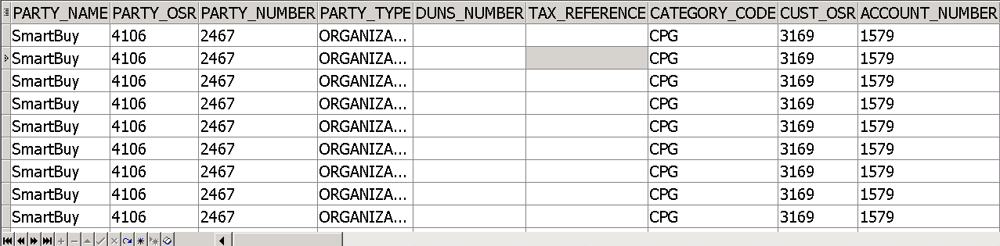 PARTY_NAME PARTY_OSR PARTY_NUMBER PARTY_TYPE DUNS_NUMBER TAX_REFERENCE CATEGORY_CODE CUST_OSR ACCOUNT_NUMBER
SmartBuy 4106 2467 ORGANIZA... CPG 3169 1579
SmartBuy 4106 2467 ORGANIZA... CPG 3169 1579
SmartBuy 4106 2467 ORGANIZA... CPG 3169 1579
SmartBuy 4106 2467 ORGANIZA... CPG 3169 1579
SmartBuy 4106 2467 ORGANIZA... CPG 3169 1579
SmartBuy 4106 2467 ORGANIZA... CPG 3169 1579
SmartBuy 4106 2467 ORGANIZA... CPG 3169 1579
SmartBuy 4106 2467 ORGANIZA... CPG 3169 1579
SmartBuy 4106 2467 ORGANIZA... CPG 3169 1579